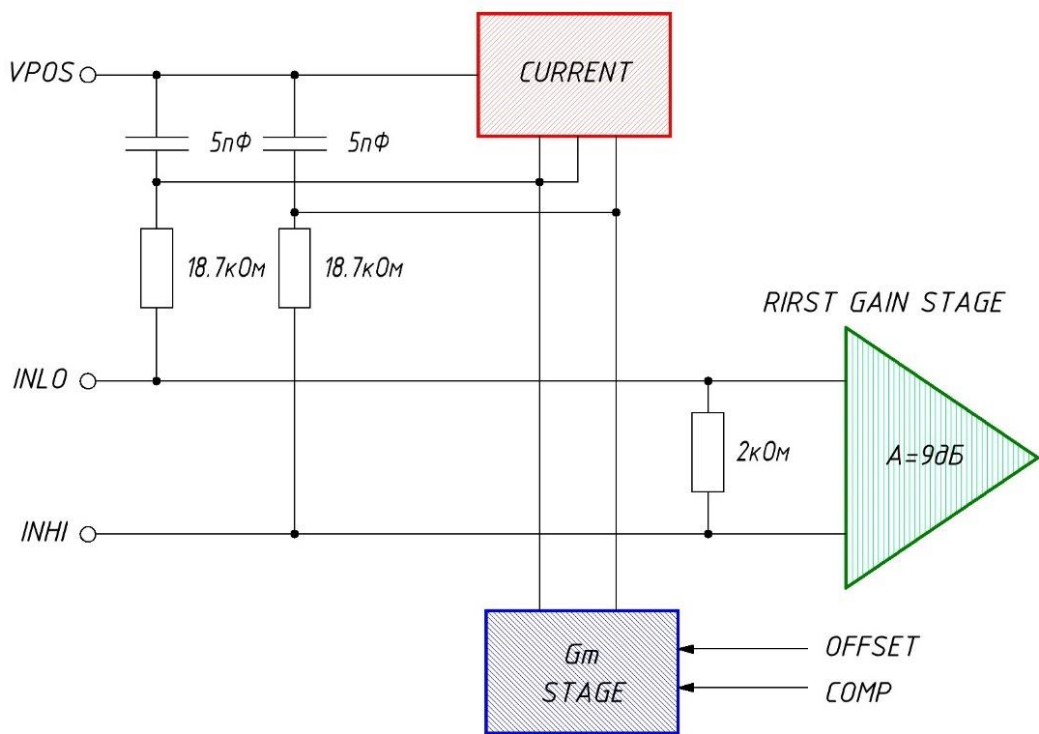 VPOS
CURRENT
5пФ
5пФ
18.7кОм
18.7кОм
RIRST GAIN STAGE
INLO
2кОм
A=9дБ
INHI
Gm
STAGE
OFFSET
COMP